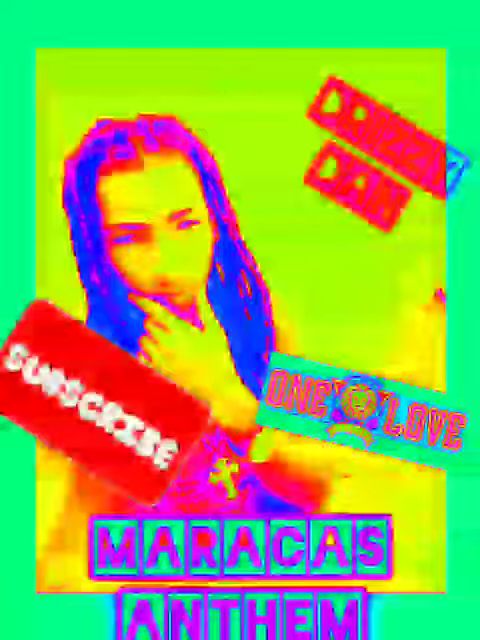 DRIZZY
DAN
SUBSCRIBE
ONE LOVE
MARACAS
ANTHEM